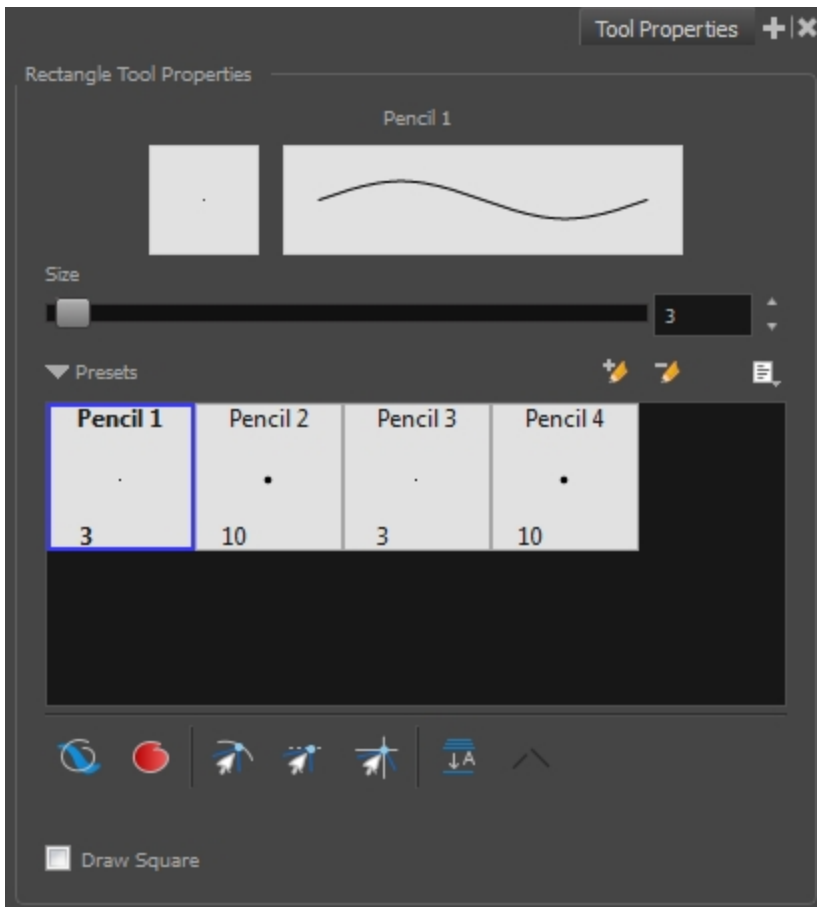 Tool Properties
Rectangle Tool Properties
Pencil 1
Size
3
Presets
Pencil 1 Pencil 2 Pencil 3 Pencil 4
3 10 3 10
A
Draw Square